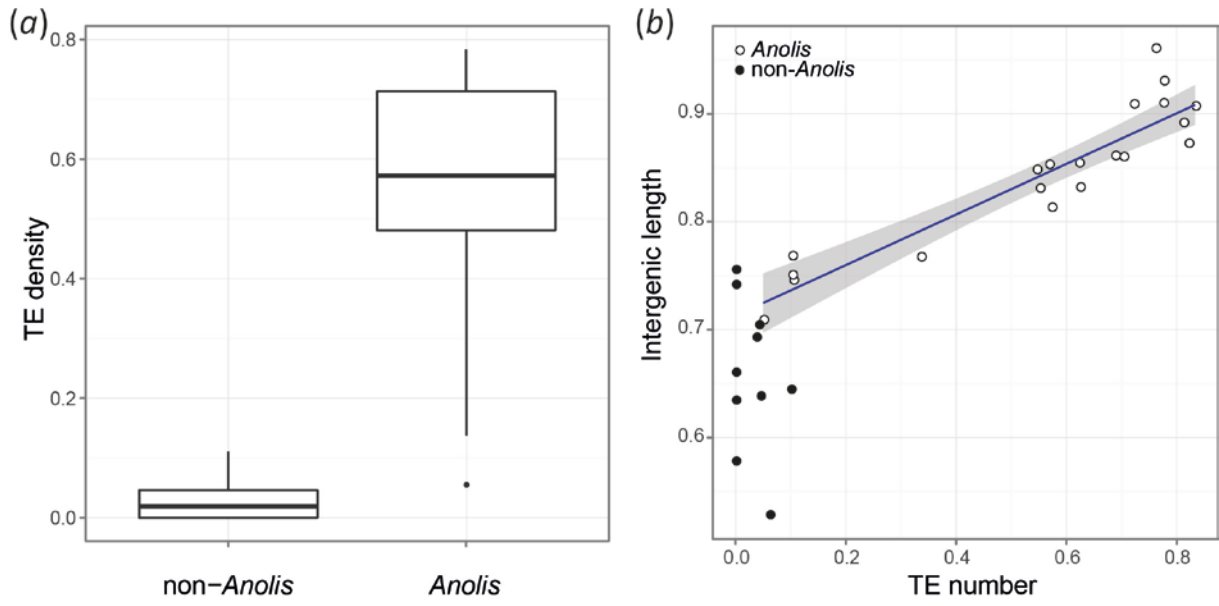 (a)
TE density
0.8
0.6
0.4
0.2
0.0
non–Anolis
Anolis
(b)
Anolis
non-Anolis
Intergenic length
0.9
0.8
0.7
0.6
0.0
0.2
0.4
0.6
0.8
TE number